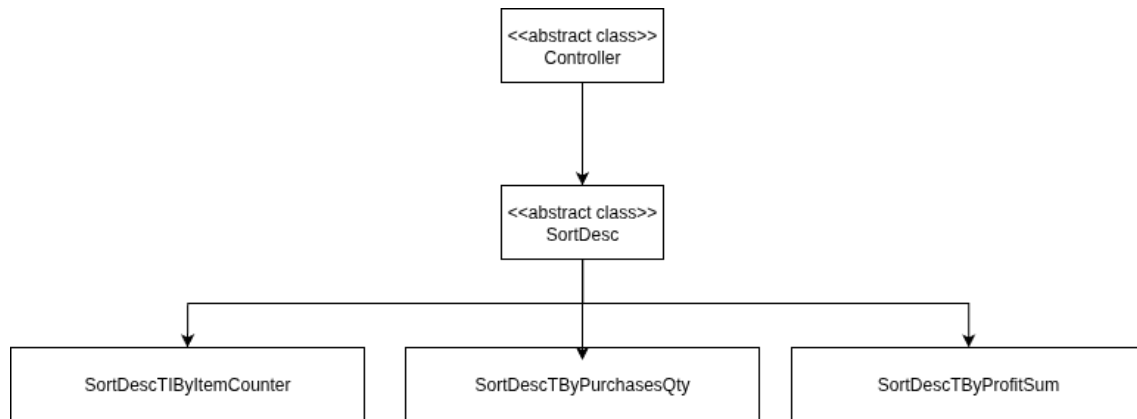 <<abstract class>>
Controller
<<abstract class>>
SortDesc
SortDescTIByItemCounter
SortDescTByPurchasesQty
SortDescTByProfitSum